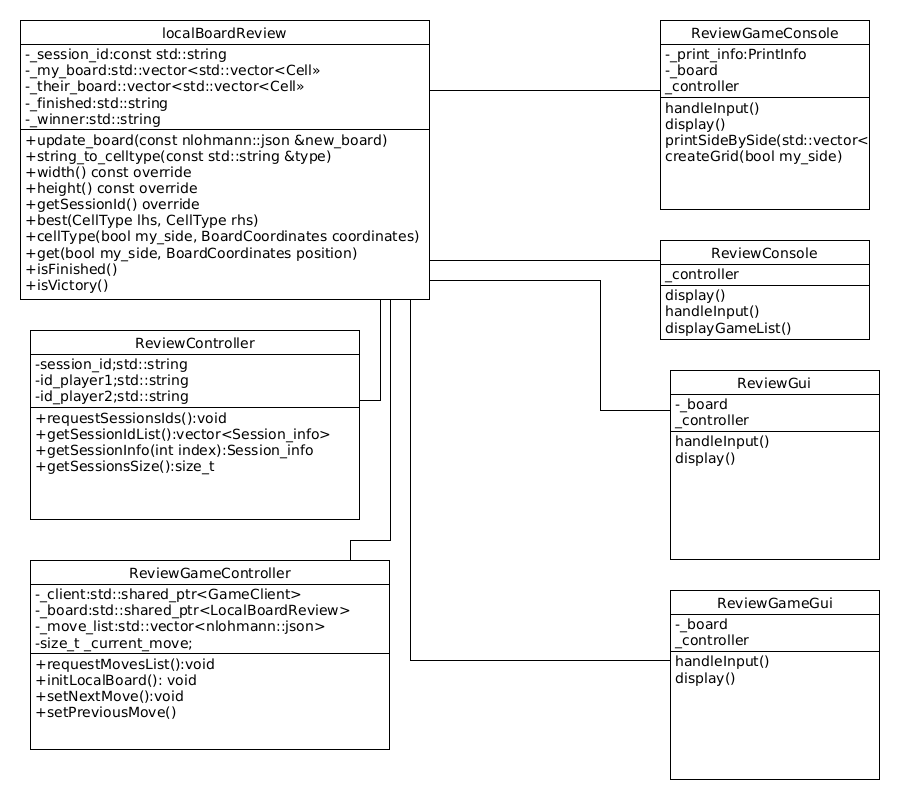 localBoardReview
-_session_id:const std::string
-_my_board:std::vector<std::vector<Cell»
-_their_board::vector<std::vector<Cell»
-_finished:std::string
-_winner:std::string
+update_board(const nlohmann::json &new_board)
+string_to_celltype(const std::string &type)
+width() const override
+height() const override
+getSessionId() override
+best(CellType lhs, CellType rhs)
+cellType(bool my_side, BoardCoordinates coordinates)
+get(bool my_side, BoardCoordinates position)
+isFinished()
+isVictory()
ReviewController
-session_id;std::string
-id_player1;std::string
-id_player2;std::string
+requestSessionsIds():void
+getSessionIdList():vector<Session_info>
+getSessionInfo(int index):Session_info
+getSessionsSize():size_t
ReviewGameController
-_client:std::shared_ptr<GameClient>
-_board:std::shared_ptr<LocalBoardReview>
-_move_list:std::vector<nlohmann::json>
-size_t _current_move;
+requestMovesList():void
+initLocalBoard(): void
+setNextMove():void
+setPreviousMove()
ReviewGameConsole
-_print_info:PrintInfo
-_board
_controller
handleInput()
display()
printSideBySide(std::vector<
createGrid(bool my_side)
ReviewConsole
_controller
display()
handleInput()
displayGameList()
ReviewGui
-_board
_controller
handleInput()
display()
ReviewGameGui
-_board
_controller
handleInput()
display()